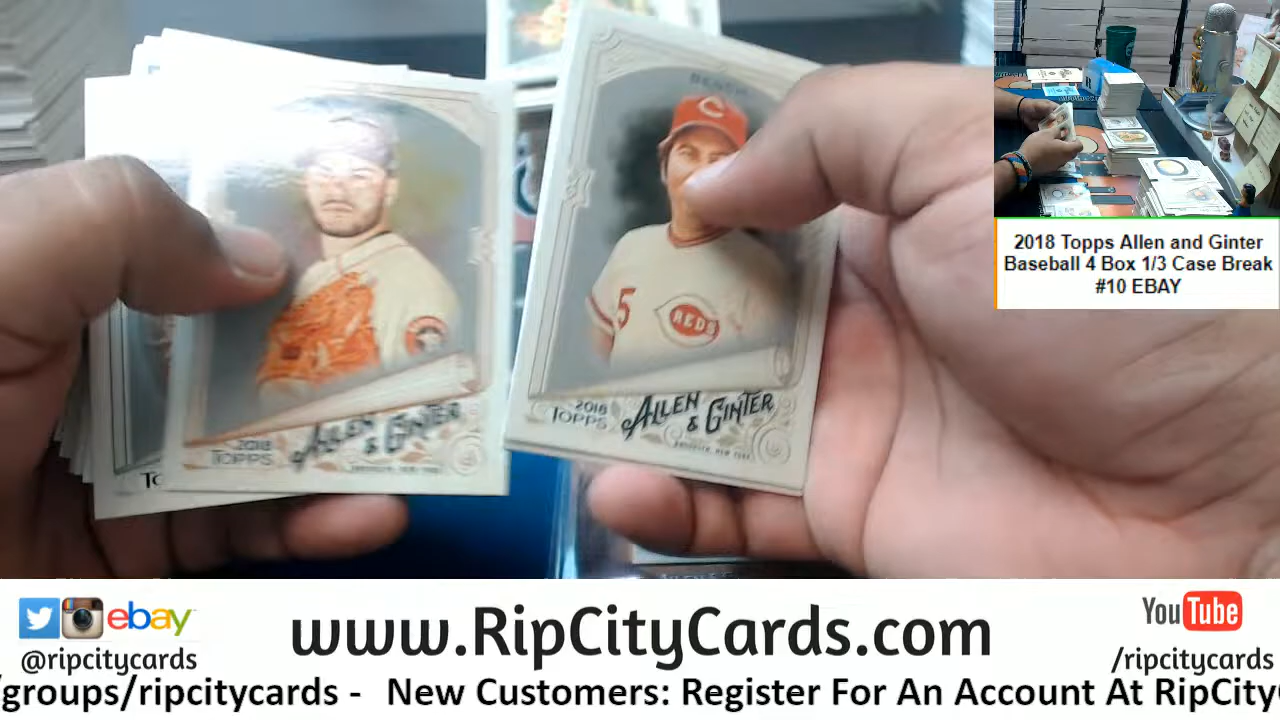 BENCH
C
5
REDS
2018
TOPPS
ALLEN
& GINTER
2018
TOPPS
ALLEN
& GINTER
2018 Topps Allen and Ginter
Baseball 4 Box 1/3 Case Break
#10 EBAY
ebay
@ripcitycards
www.RipCityCards.com
YouTube
/ripcitycards
/groups/ripcitycards - New Customers: Register For An Account At RipCity